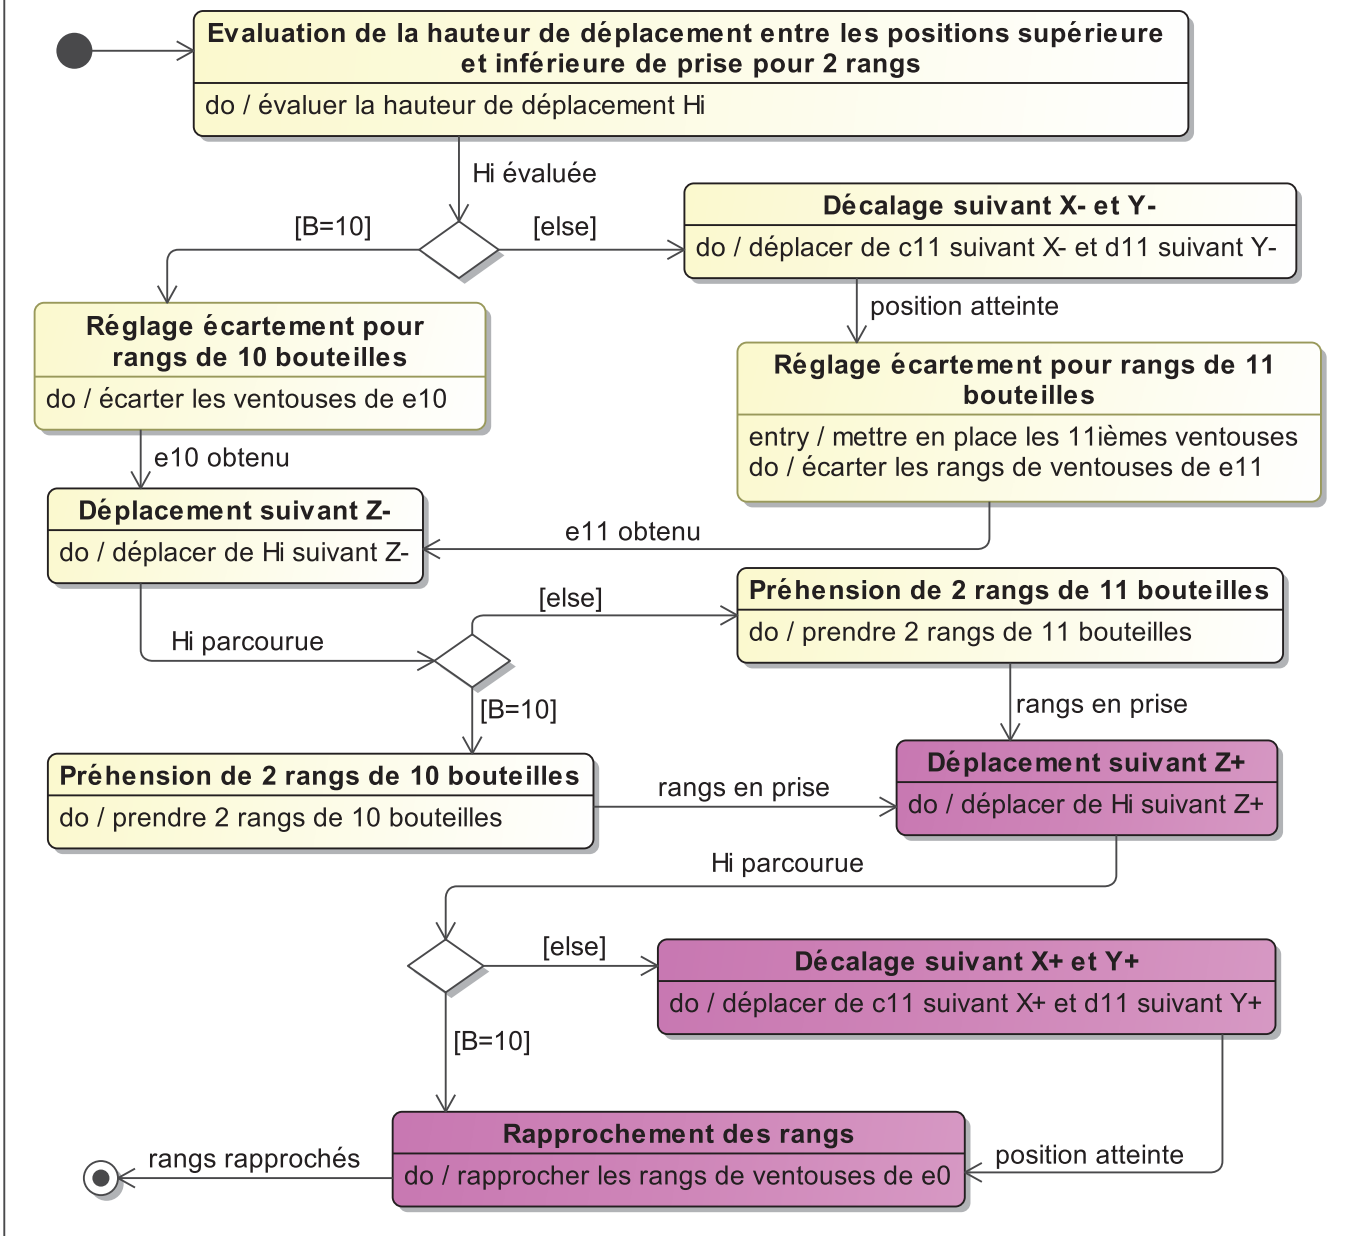 Evaluation de la hauteur de déplacement entre les positions supérieure
et inférieure de prise pour 2 rangs
do / évaluer la hauteur de déplacement Hi
Hi évaluée
[B=10]
[else]
Décalage suivant X- et Y-
do / déplacer de c11 suivant X- et d11 suivant Y-
position atteinte
Réglage écartement pour
rangs de 10 bouteilles
do / écarter les ventouses de e10
e10 obtenu
Réglage écartement pour rangs de 11
bouteilles
entry / mettre en place les 11ièmes ventouses
do / écarter les rangs de ventouses de e11
e11 obtenu
Déplacement suivant Z-
do / déplacer de Hi suivant Z-
Hi parcourue
[else]
[B=10]
Préhension de 2 rangs de 11 bouteilles
do / prendre 2 rangs de 11 bouteilles
rangs en prise
Préhension de 2 rangs de 10 bouteilles
do / prendre 2 rangs de 10 bouteilles
rangs en prise
Déplacement suivant Z+
do / déplacer de Hi suivant Z+
Hi parcourue
[else]
[B=10]
Décalage suivant X+ et Y+
do / déplacer de c11 suivant X+ et d11 suivant Y+
position atteinte
Rapprochement des rangs
do / rapprocher les rangs de ventouses de e0
rangs rapprochés